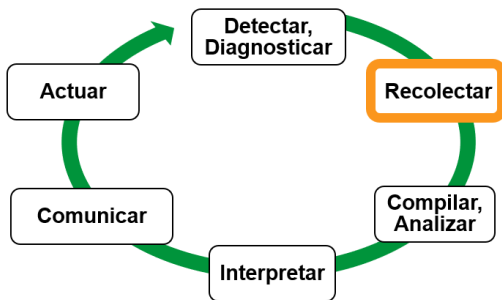 Detectar,
Diagnosticar
Recolectar
Compilar,
Analizar
Interpretar
Comunicar
Actuar